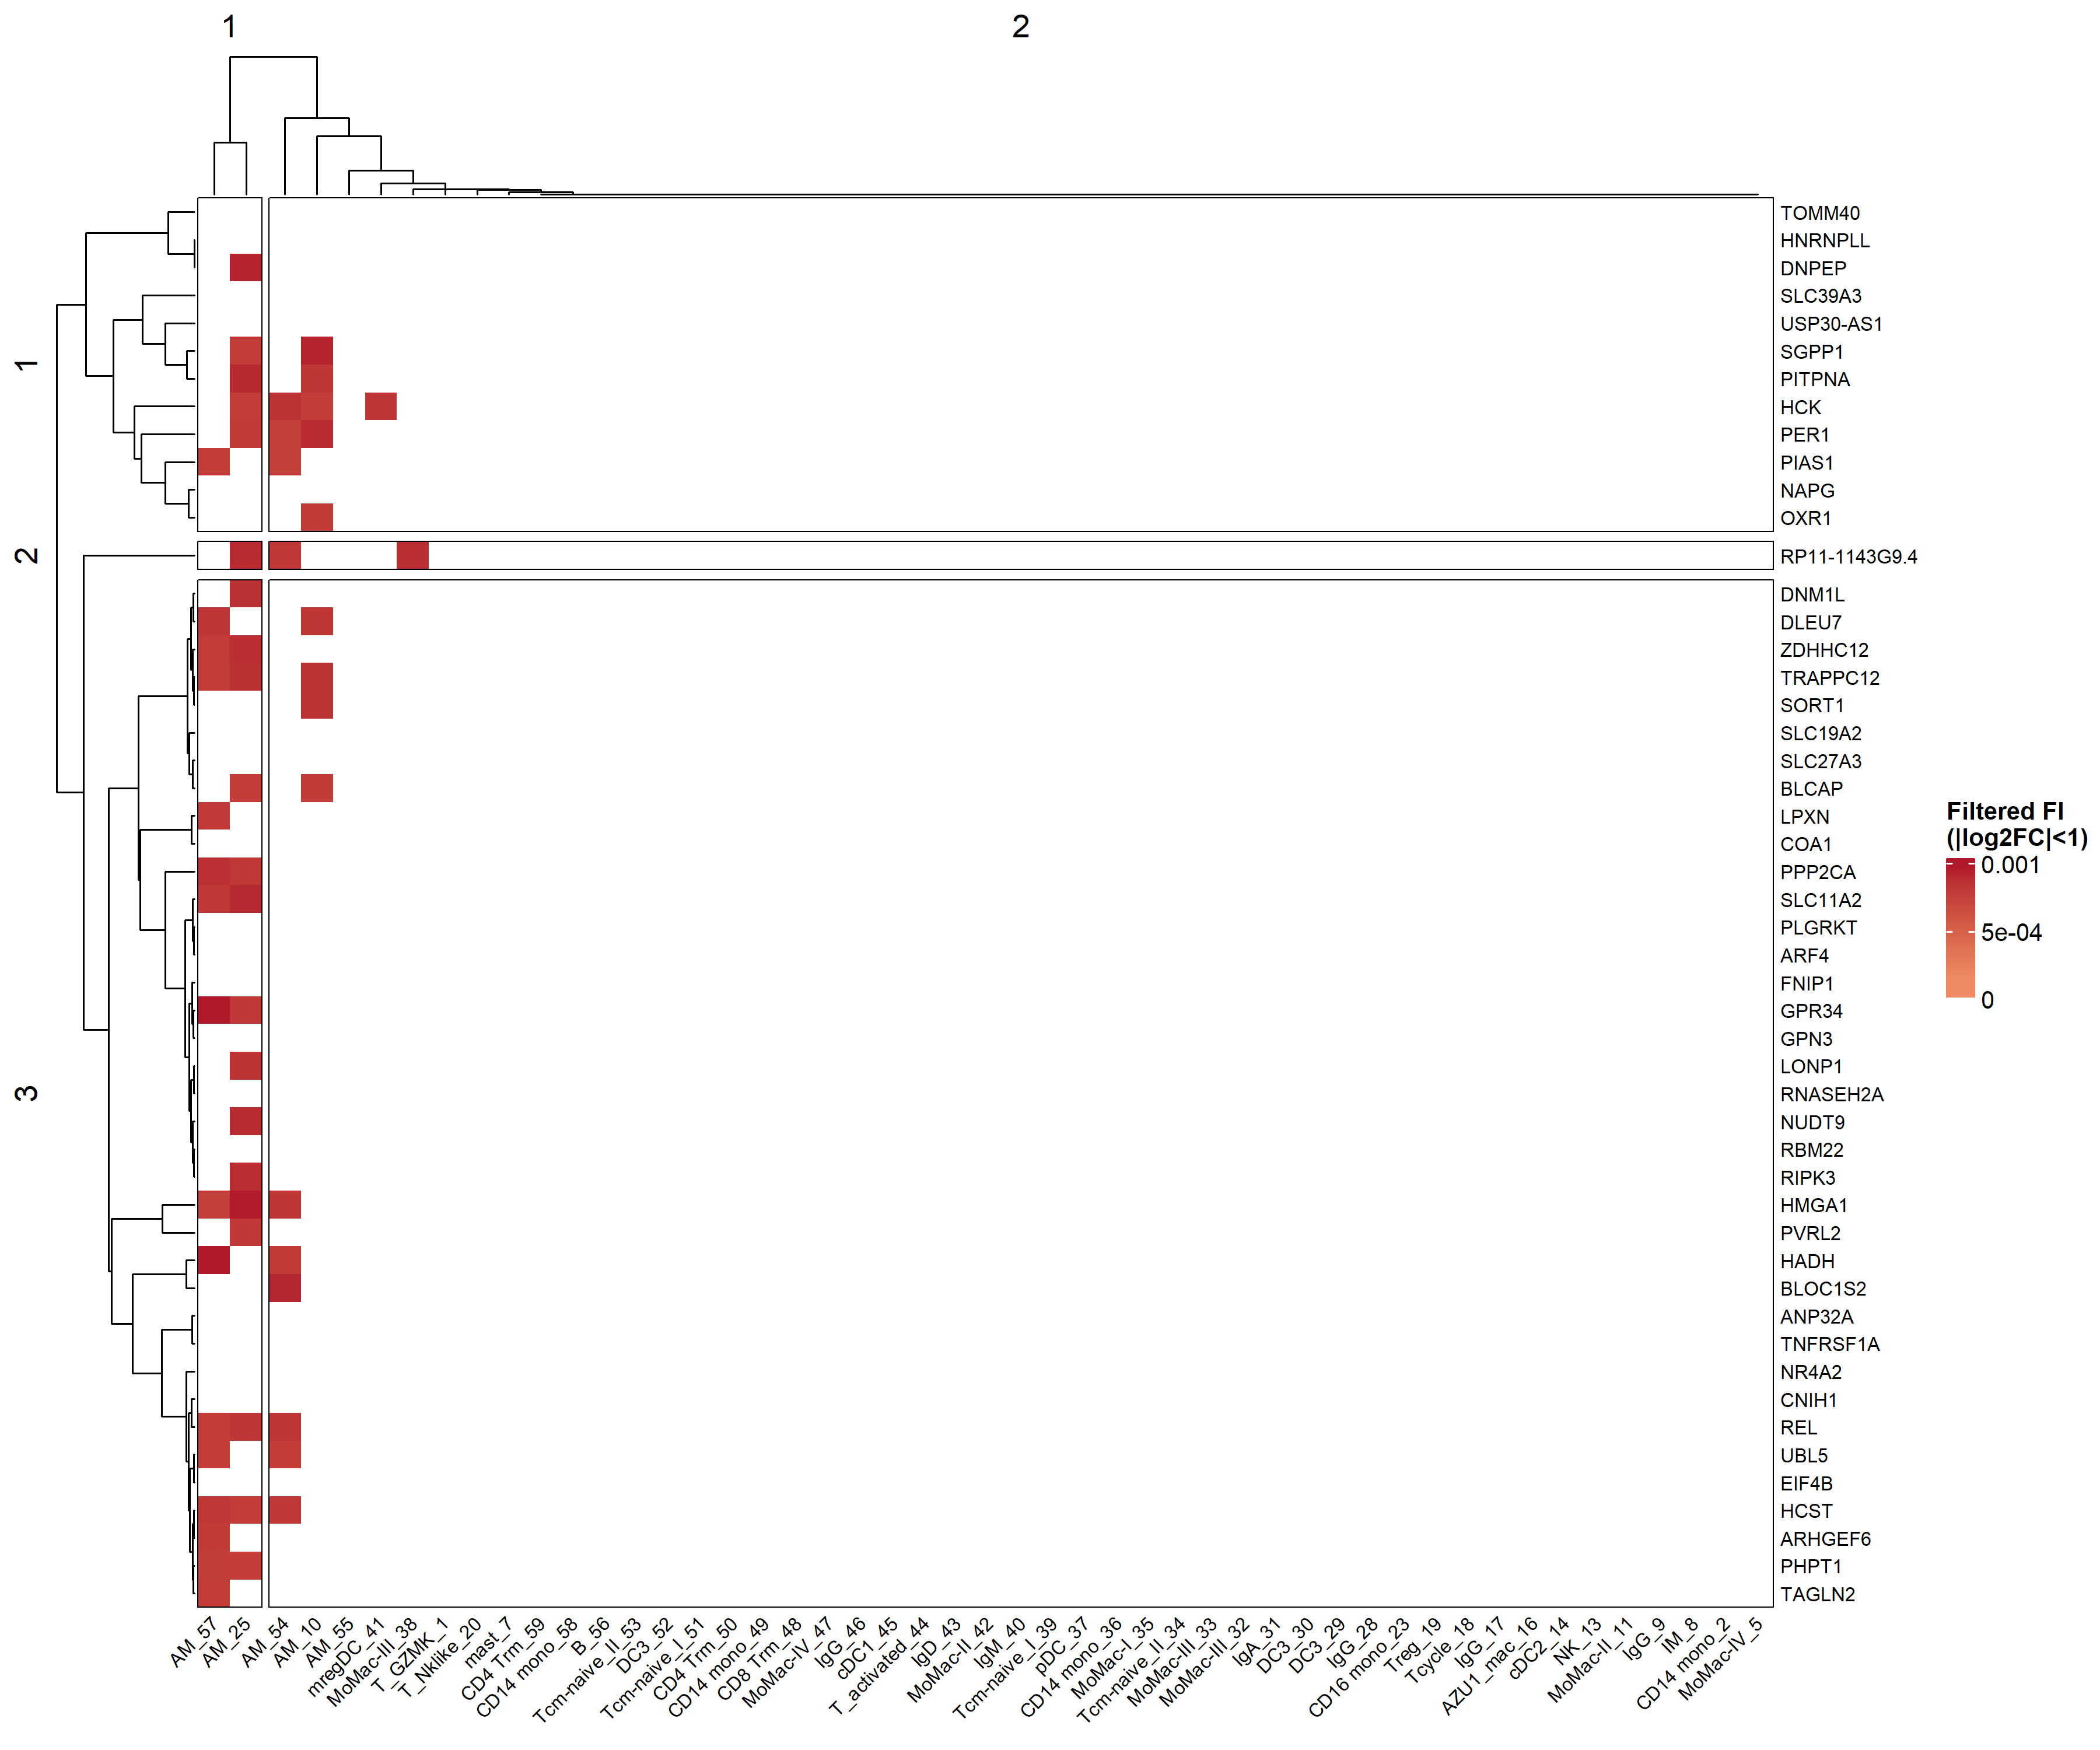 1
2
TOMM40
HNRNPLL
DNPEP
SLC39A3
USP30-AS1
SGPP1
PITPNA
HCK
PER1
PIAS1
NAPG
OXR1
1
RP11-1143G9.4
2
DNM1L
DLEU7
ZDHHC12
TRAPPC12
SORT1
SLC19A2
SLC27A3
BLCAP
LPXN
COA1
PPP2CA
SLC11A2
PLGRKT
ARF4
FNIP1
GPR34
GPN3
LONP1
RNASEH2A
NUDT9
RBM22
RIPK3
HMGA1
PVRL2
HADH
BLOC1S2
ANP32A
TNFRSF1A
NR4A2
CNIH1
REL
UBL5
EIF4B
HCST
ARHGEF6
PHPT1
TAGLN2
3
Filtered FI
(|log2FC|<1)
0.001
5e-04
0
AM_57
AM_25
AM_54
AM_10
AM_55
mregDC_41
MoMac-III_38
T_GZMK_1
T_Nklike_20
mast_7
CD4 Trm_59
CD14 mono_58
B_56
Tcm-naive_II_53
DC3_52
Tcm-naive_I_51
CD4 Trm_50
CD14 mono_49
CD8 Trm_48
MoMac-IV_47
IgG_46
cDC1_45
T_activated_44
IgD_43
MoMac-II_42
IgM_40
Tcm-naive_I_39
pDC_37
CD14 mono_36
MoMac-I_35
Tcm-naive_II_34
MoMac-III_33
MoMac-III_32
IgA_31
DC3_30
DC3_29
IgG_28
CD16 mono_23
Treg_19
Tcycle_18
IgG_17
AZU1_mac_16
cDC2_14
NK_13
MoMac-II_11
IgG_9
IM_8
CD14 mono_2
MoMac-IV_5